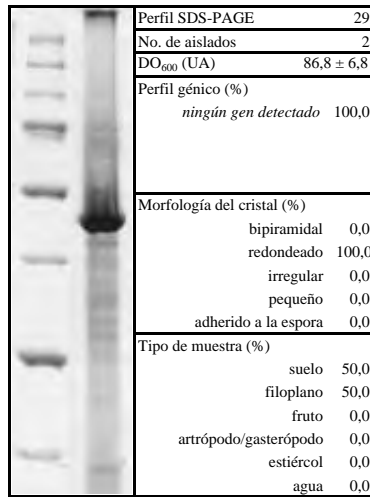 Perfil SDS-PAGE 29
No. de aislados 2
DO₆₀₀ (UA) 86,8 ± 6,8
Perfil génico (%)
ningún gen detectado 100,0
Morfología del cristal (%)
bipiramidal 0,0
redondeado 100,0
irregular 0,0
pequeño 0,0
adherido a la espora 0,0
Tipo de muestra (%)
suelo 50,0
filoplano 50,0
fruto 0,0
artrópodo/gasterópodo 0,0
estiércol 0,0
agua 0,0